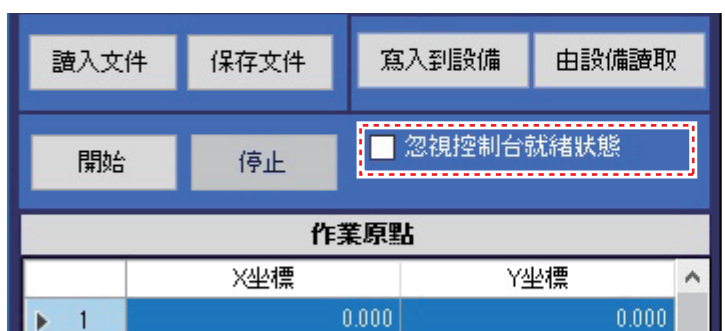 讀入文件 保存文件 寫入到設備 由設備讀取
開始 停止 忽視控制台就緒狀態
作業原點
X坐標 Y坐標
1 0.000 0.000